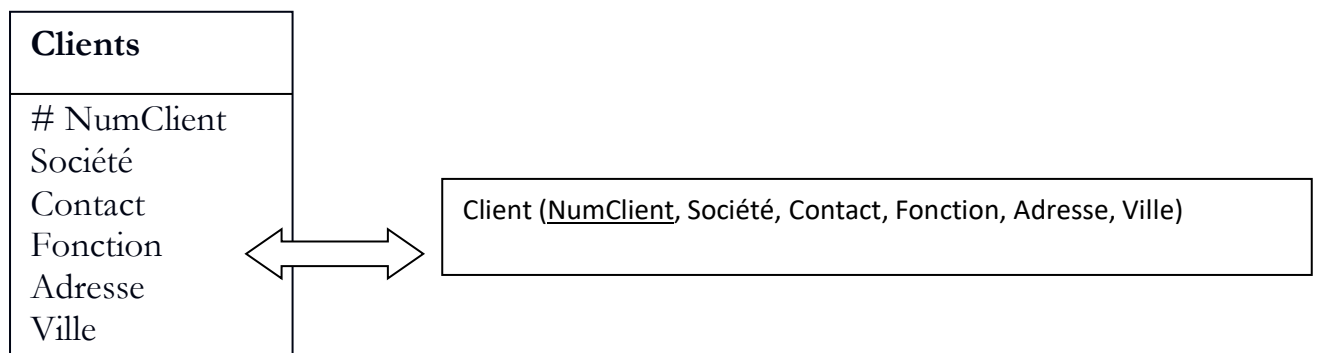 Clients
# NumClient
Société
Contact
Fonction
Adresse
Ville
Client (NumClient, Société, Contact, Fonction, Adresse, Ville)